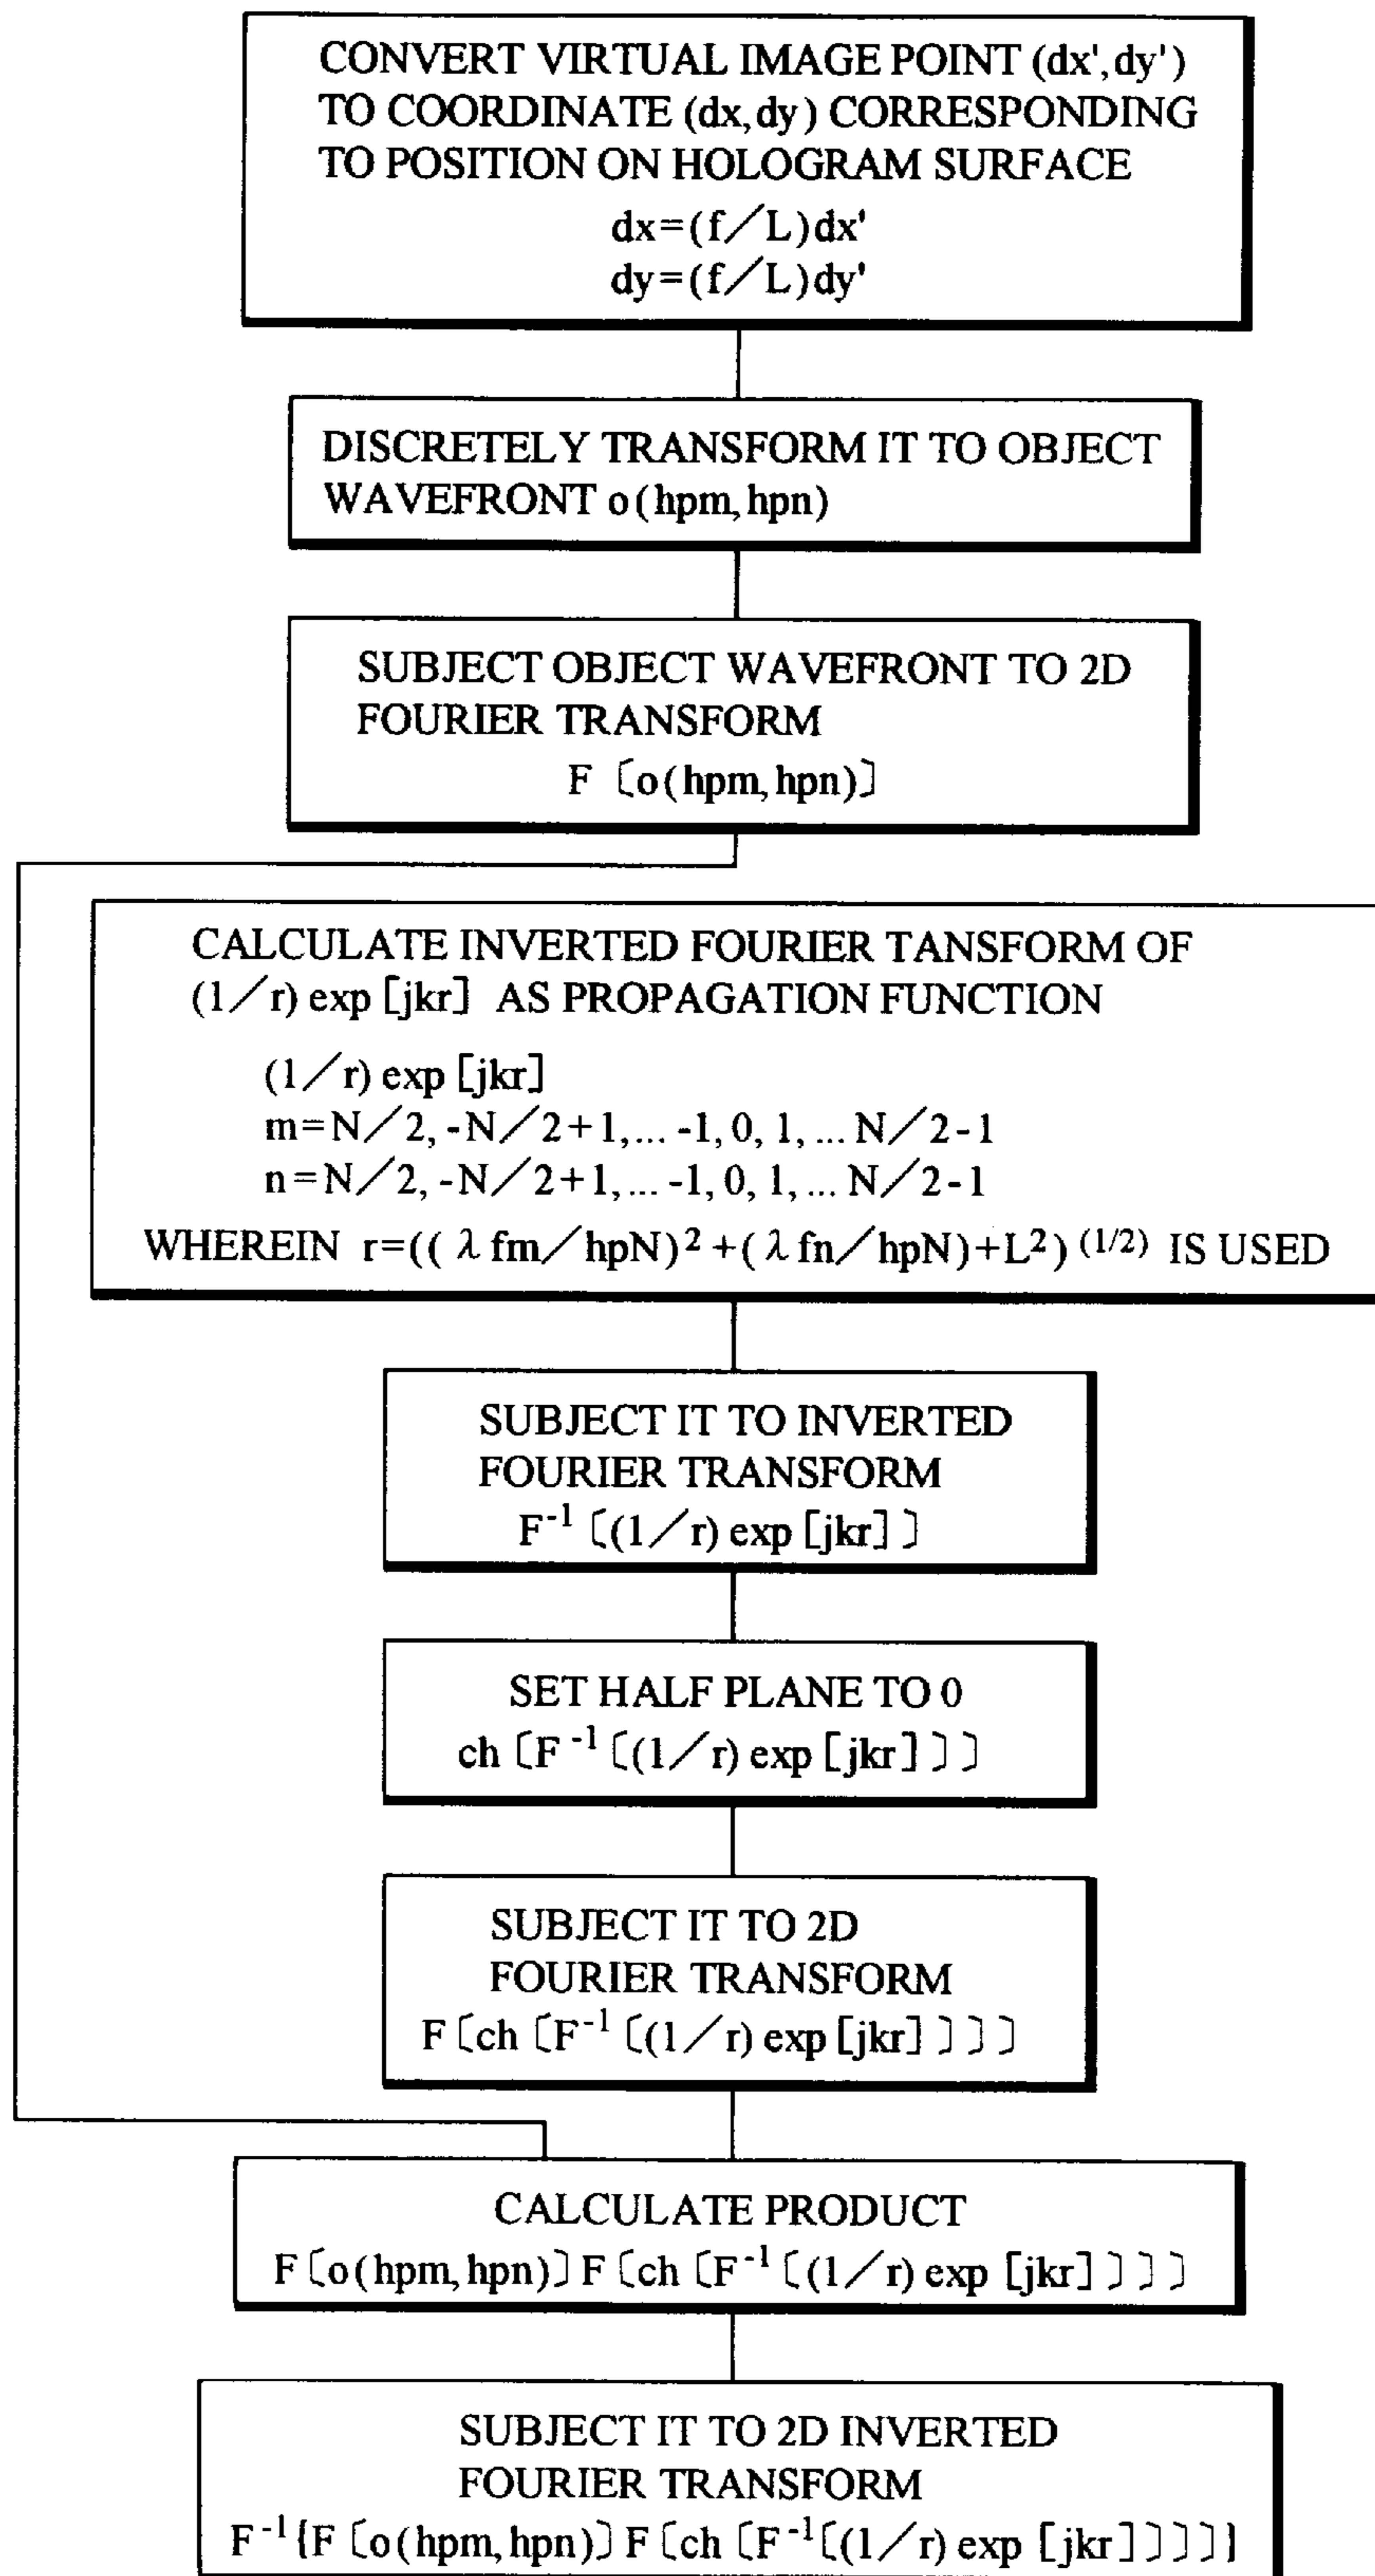 CONVERT VIRTUAL IMAGE POINT (dx',dy')
TO COORDINATE (dx,dy) CORRESPONDING
TO POSITION ON HOLOGRAM SURFACE
dx=(f/L)dx'
dy=(f/L)dy'
DISCRETELY TRANSFORM IT TO OBJECT
WAVEFRONT o(hpm,hpn)
SUBJECT OBJECT WAVEFRONT TO 2D
FOURIER TRANSFORM
F〔o(hpm,hpn)〕
CALCULATE INVERTED FOURIER TANSFORM OF
(1/r) exp [jkr] AS PROPAGATION FUNCTION
(1/r) exp [jkr]
m=N/2, -N/2+1,... -1, 0, 1,... N/2-1
n=N/2, -N/2+1,... -1, 0, 1,... N/2-1
WHEREIN r=((λfm/hpN)²+(λfn/hpN)+L²)⁽¹/²⁾ IS USED
SUBJECT IT TO INVERTED
FOURIER TRANSFORM
F⁻¹〔(1/r) exp [jkr]〕
SET HALF PLANE TO 0
ch〔F⁻¹〔(1/r) exp [jkr]〕〕
SUBJECT IT TO 2D
FOURIER TRANSFORM
F〔ch〔F⁻¹〔(1/r) exp [jkr]〕〕〕
CALCULATE PRODUCT
F〔o(hpm,hpn)〕F〔ch〔F⁻¹〔(1/r) exp [jkr]〕〕〕
SUBJECT IT TO 2D INVERTED
FOURIER TRANSFORM
F⁻¹{F〔o(hpm,hpn)〕F〔ch〔F⁻¹〔(1/r) exp [jkr]〕〕〕}